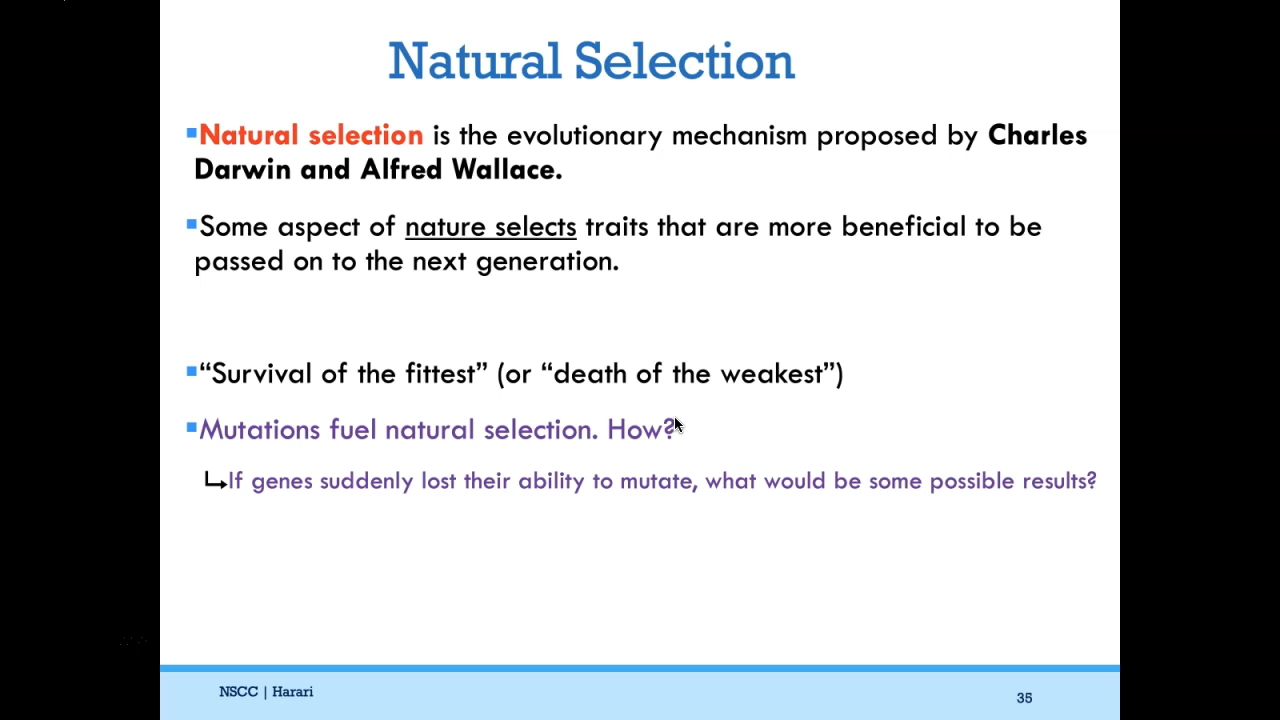 Natural Selection
▪Natural selection is the evolutionary mechanism proposed by Charles
Darwin and Alfred Wallace.
▪Some aspect of nature selects traits that are more beneficial to be
passed on to the next generation.
▪“Survival of the fittest” (or “death of the weakest”)
▪Mutations fuel natural selection. How?
↳If genes suddenly lost their ability to mutate, what would be some possible results?
NSCC | Harari
35